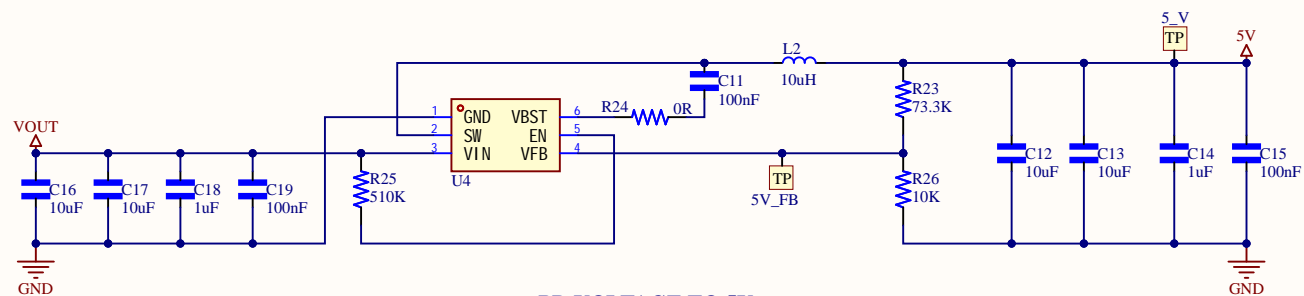 5_V
TP
5V
L2
10uH
C11
100nF
R23
73.3K
R24
0R
1
GND
VBST
6
2
SW
EN
5
3
VIN
VFB
4
U4
VOUT
C16
10uF
C17
10uF
C18
1uF
C19
100nF
R25
510K
TP
5V_FB
R26
10K
C12
10uF
C13
10uF
C14
1uF
C15
100nF
GND
GND